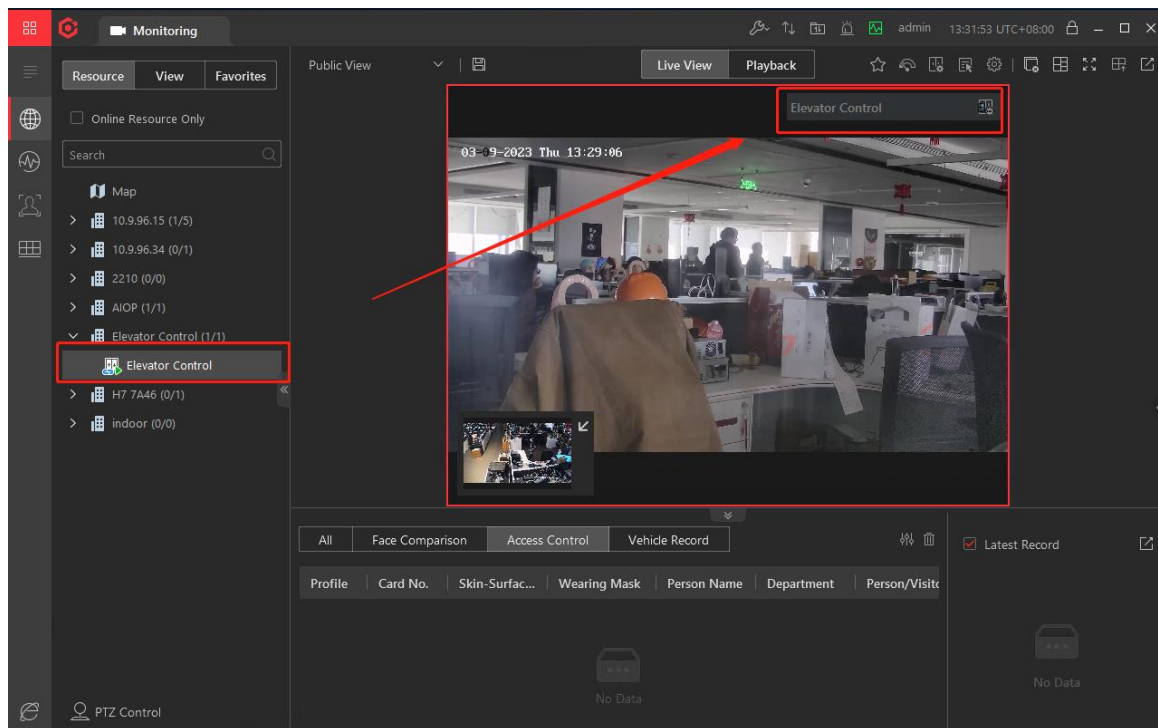 Monitoring
admin 13:31:53 UTC+08:00
Resource View Favorites
Public View
Live View Playback
Online Resource Only
Search
Map
10.9.96.15 (1/5)
10.9.96.34 (0/1)
2210 (0/0)
AIOP (1/1)
Elevator Control (1/1)
Elevator Control
H7 7A46 (0/1)
indoor (0/0)
PTZ Control
Elevator Control
03-09-2023 Thu 13:29:06
All Face Comparison Access Control Vehicle Record
Latest Record
Profile Card No. Skin-Surfac... Wearing Mask Person Name Department Person/Visito
No Data
No Data